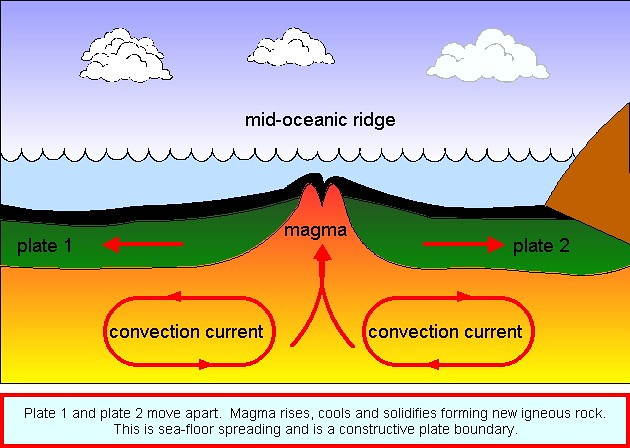 mid-oceanic ridge
magma
plate 1
plate 2
convection current
convection current
Plate 1 and plate 2 move apart. Magma rises, cools and solidifies forming new igneous rock.
This is sea-floor spreading and is a constructive plate boundary.